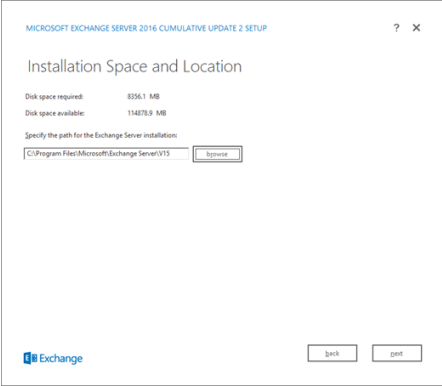 MICROSOFT EXCHANGE SERVER 2016 CUMULATIVE UPDATE 2 SETUP ? ✕
Installation Space and Location
Disk space required: 8356.1 MB
Disk space available: 114878.9 MB
Specify the path for the Exchange Server installation:
C:\Program Files\Microsoft\Exchange Server\V15 browse
E Exchange back next